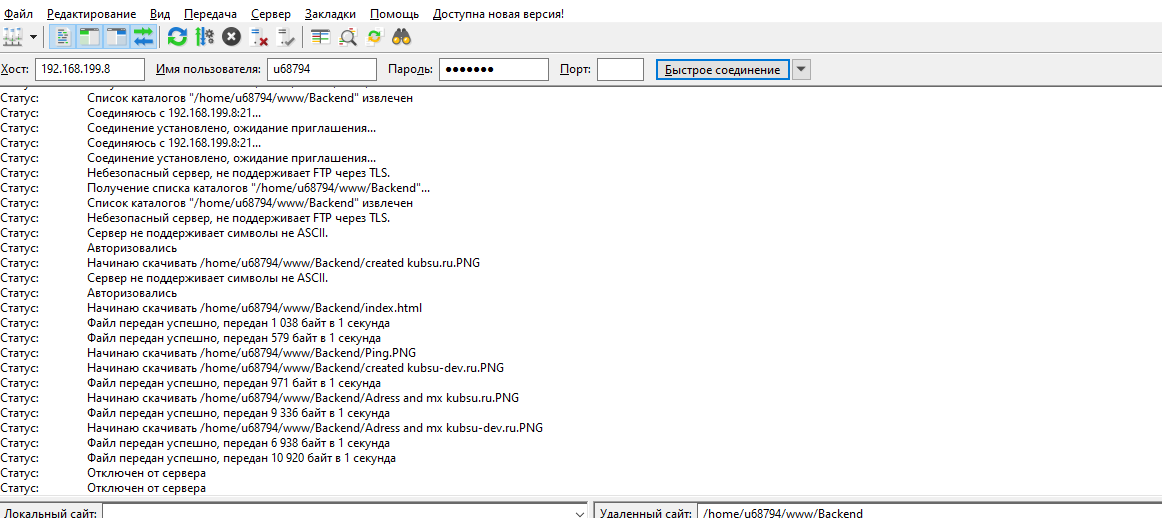 Файл Редактирование Вид Передача Сервер Закладки Помощь Доступна новая версия!
Хост: 192.168.199.8 Имя пользователя: u68794 Пароль: ●●●●●●● Порт: Быстрое соединение
Статус: Список каталогов "/home/u68794/www/Backend" извлечен
Статус: Соединяюсь с 192.168.199.8:21...
Статус: Соединение установлено, ожидание приглашения...
Статус: Соединяюсь с 192.168.199.8:21...
Статус: Соединение установлено, ожидание приглашения...
Статус: Небезопасный сервер, не поддерживает FTP через TLS.
Статус: Получение списка каталогов "/home/u68794/www/Backend"...
Статус: Список каталогов "/home/u68794/www/Backend" извлечен
Статус: Небезопасный сервер, не поддерживает FTP через TLS.
Статус: Сервер не поддерживает символы не ASCII.
Статус: Авторизовались
Статус: Начинаю скачивать /home/u68794/www/Backend/created kubsu.ru.PNG
Статус: Сервер не поддерживает символы не ASCII.
Статус: Авторизовались
Статус: Начинаю скачивать /home/u68794/www/Backend/index.html
Статус: Файл передан успешно, передан 1 038 байт в 1 секунда
Статус: Файл передан успешно, передан 579 байт в 1 секунда
Статус: Начинаю скачивать /home/u68794/www/Backend/Ping.PNG
Статус: Начинаю скачивать /home/u68794/www/Backend/created kubsu-dev.ru.PNG
Статус: Файл передан успешно, передан 971 байт в 1 секунда
Статус: Начинаю скачивать /home/u68794/www/Backend/Adress and mx kubsu.ru.PNG
Статус: Файл передан успешно, передан 9 336 байт в 1 секунда
Статус: Начинаю скачивать /home/u68794/www/Backend/Adress and mx kubsu-dev.ru.PNG
Статус: Файл передан успешно, передан 6 938 байт в 1 секунда
Статус: Файл передан успешно, передан 10 920 байт в 1 секунда
Статус: Отключен от сервера
Статус: Отключен от сервера
Локальный сайт: Удаленный сайт: /home/u68794/www/Backend